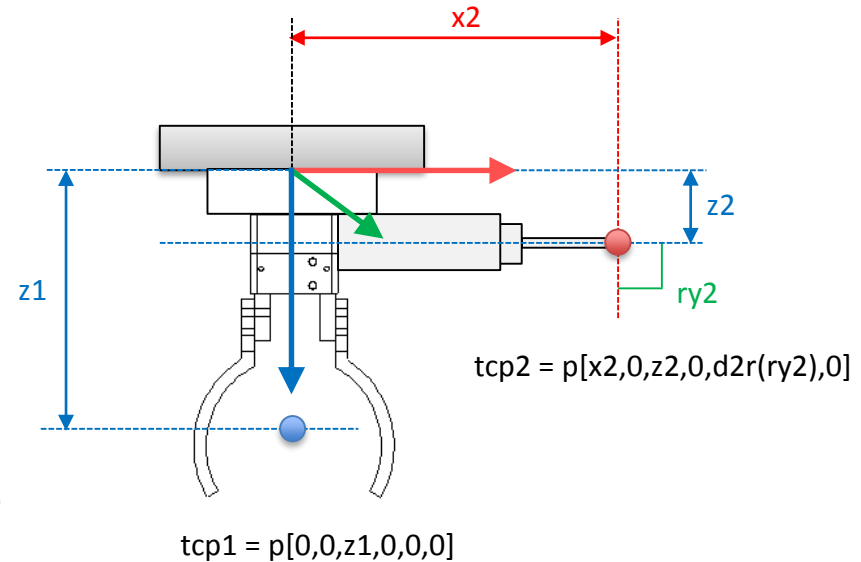 x2
z2
z1
ry2
tcp2 = p[x2,0,z2,0,d2r(ry2),0]
tcp1 = p[0,0,z1,0,0,0]